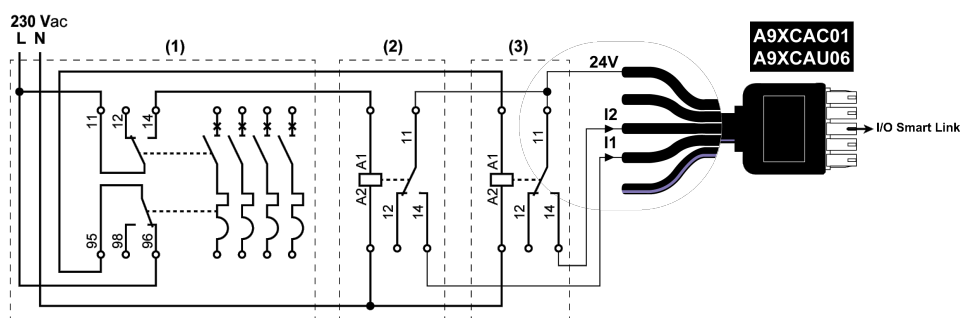 230 Vac
L N
(1)
(2)
(3)
A9XCAC01
A9XCAU06
24V
I2
I1
I/O Smart Link
11
12
14
95
98
96
A1
A2
11
12
14
A1
A2
11
12
14